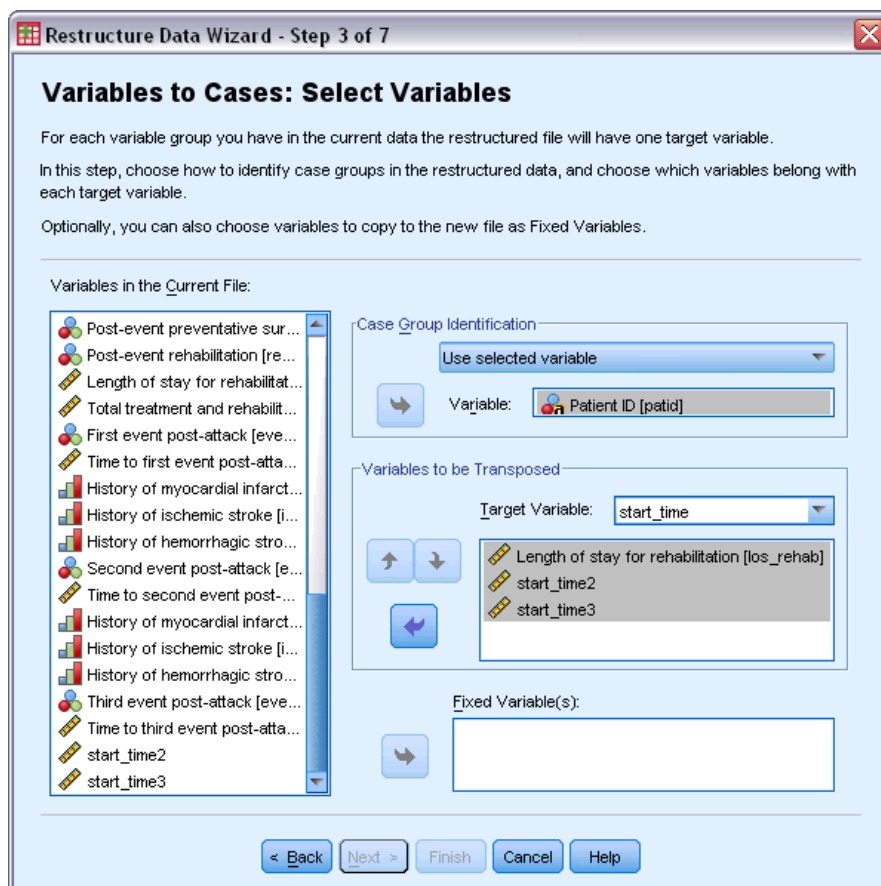 Restructure Data Wizard - Step 3 of 7
Variables to Cases: Select Variables
For each variable group you have in the current data the restructured file will have one target variable.
In this step, choose how to identify case groups in the restructured data, and choose which variables belong with
each target variable.
Optionally, you can also choose variables to copy to the new file as Fixed Variables.
Variables in the Current File:
Post-event preventative sur...
Post-event rehabilitation [re...
Length of stay for rehabilitat...
Total treatment and rehabilit...
First event post-attack [eve...
Time to first event post-atta...
History of myocardial infarct...
History of ischemic stroke [i...
History of hemorrhagic stro...
Second event post-attack [e...
Time to second event post-...
History of myocardial infarct...
History of ischemic stroke [i...
History of hemorrhagic stro...
Third event post-attack [eve...
Time to third event post-atta...
start_time2
start_time3
Case Group Identification
Use selected variable
Variable:
Patient ID [patid]
Variables to be Transposed
Target Variable:
start_time
Length of stay for rehabilitation [los_rehab]
start_time2
start_time3
Fixed Variable(s):
< Back
Next >
Finish
Cancel
Help